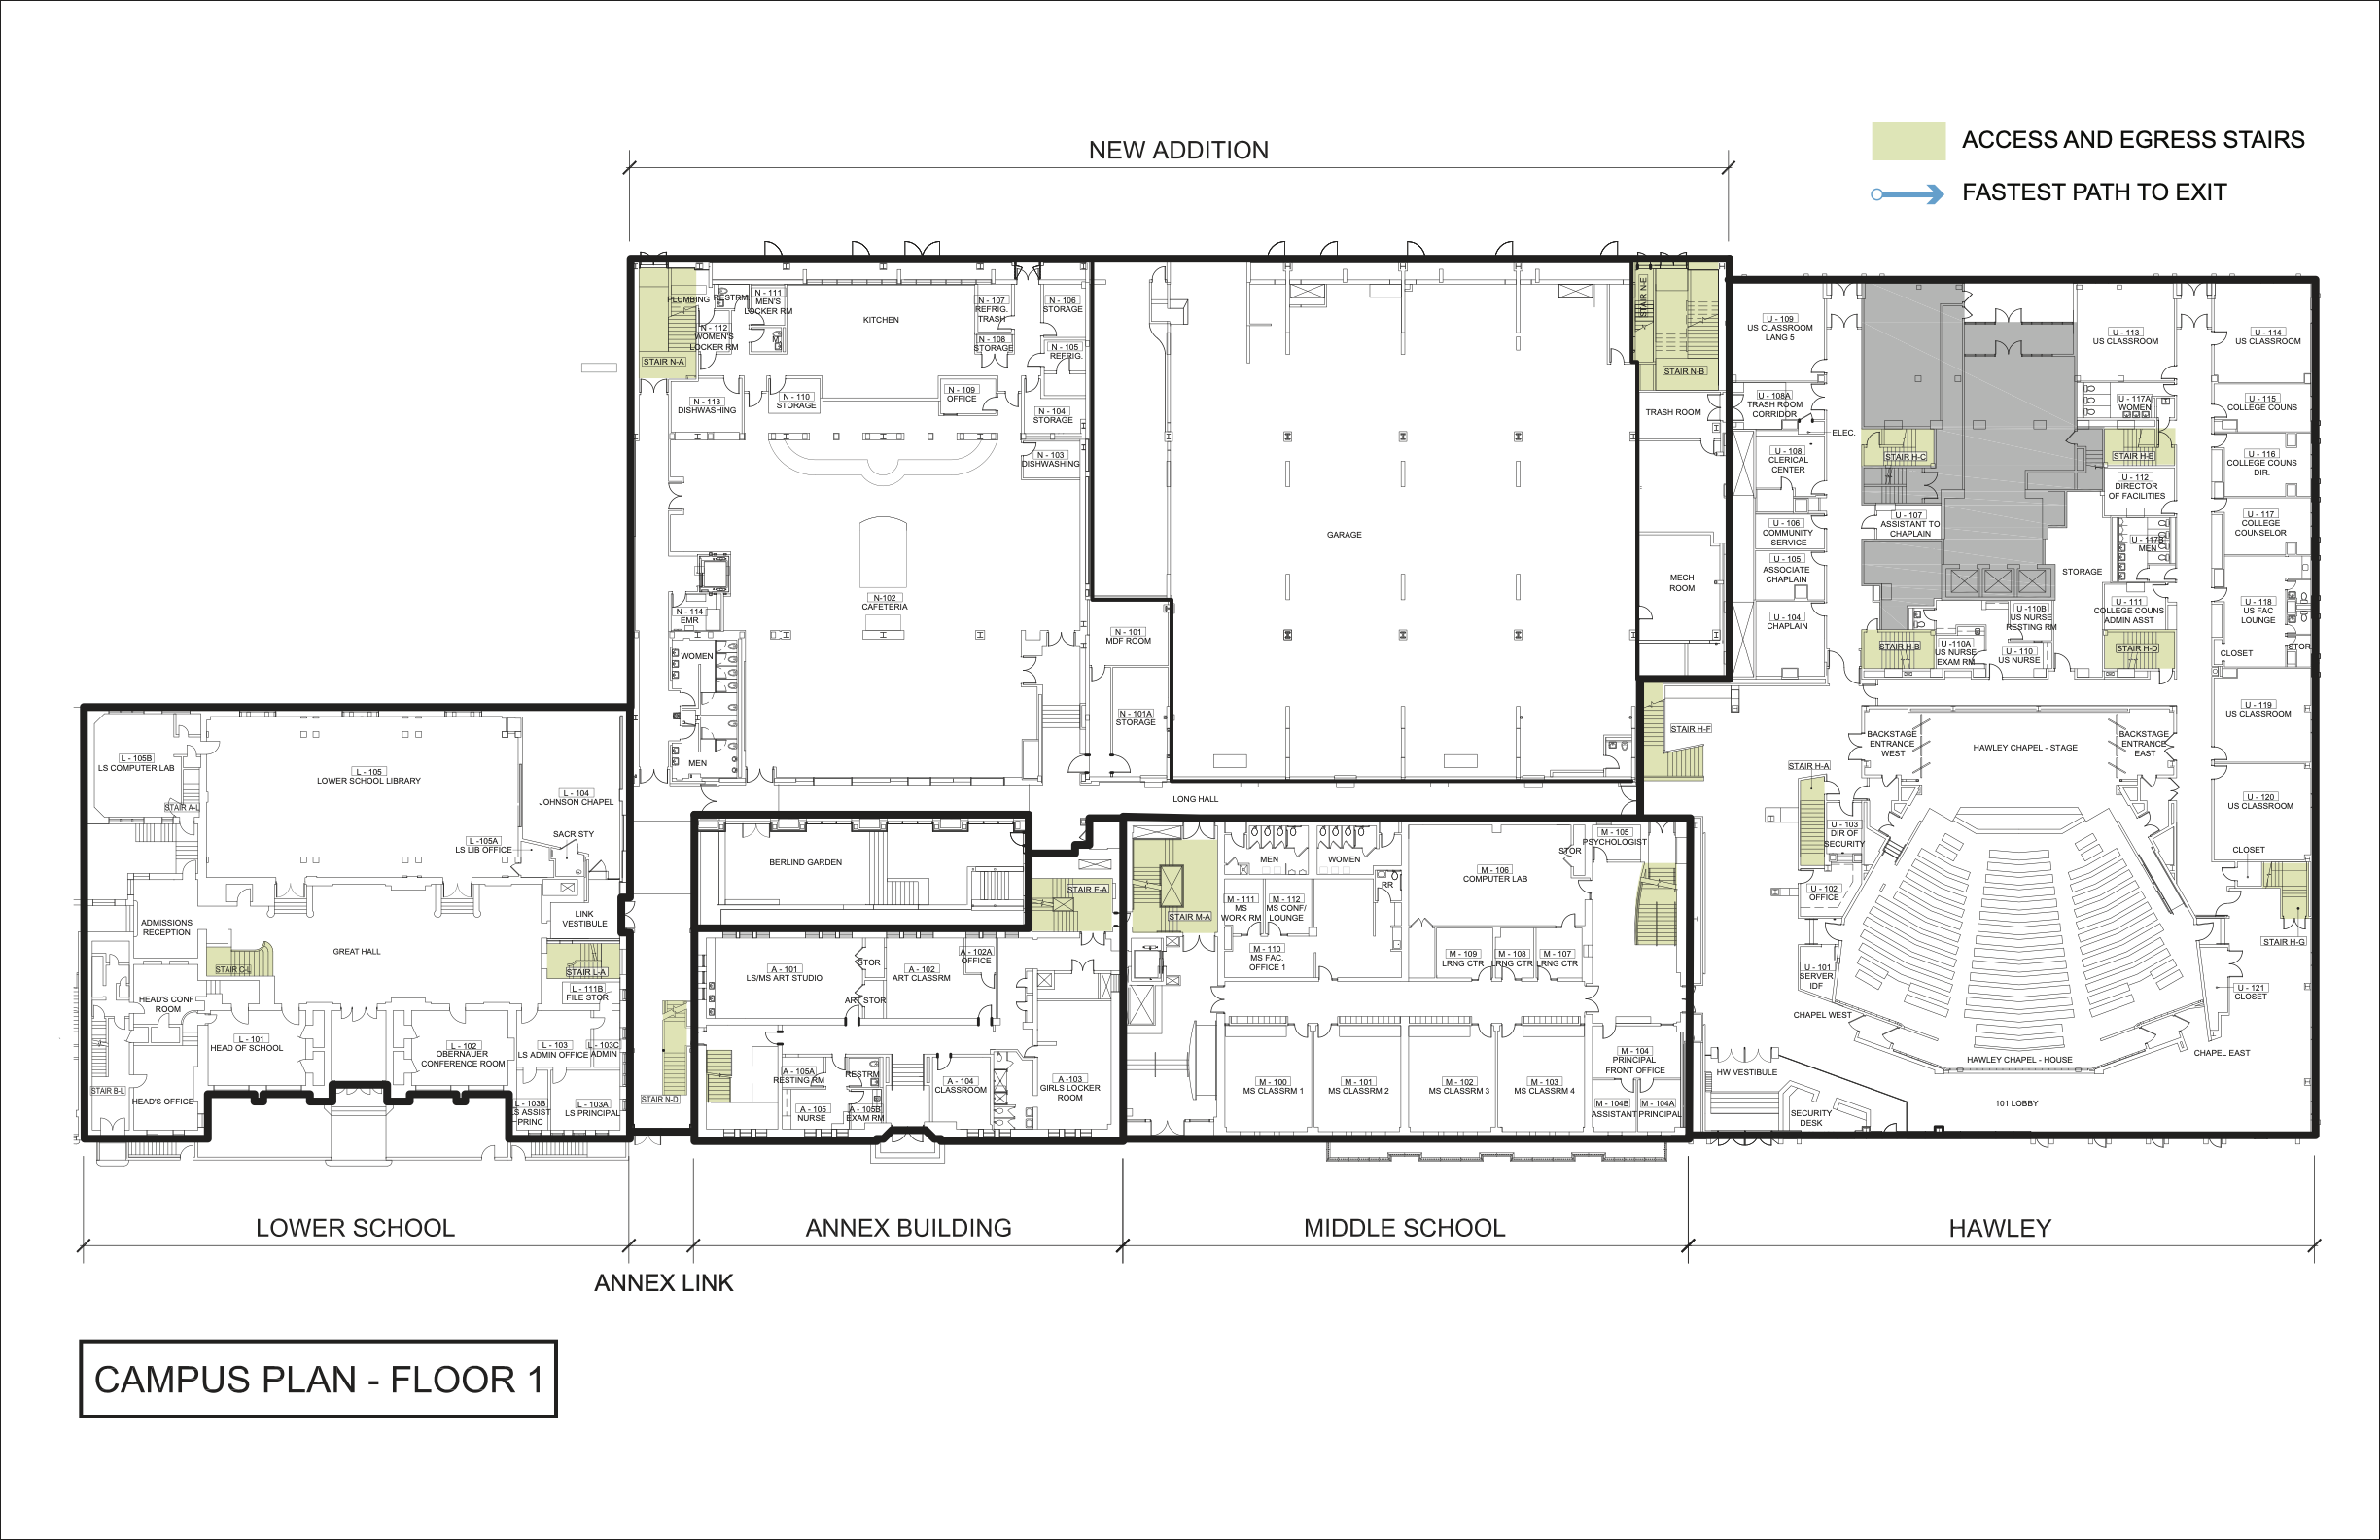 NEW ADDITION
ACCESS AND EGRESS STAIRS
FASTEST PATH TO EXIT
PLUMBING
RESTRM
N - 111
MEN'S
LOCKER RM
N - 112
WOMEN'S
LOCKER RM
STAIR N-A
KITCHEN
N - 107
REFRIG.
TRASH
N - 108
STORAGE
N - 106
STORAGE
N - 105
REFRIG.
N - 113
DISHWASHING
N - 110
STORAGE
N - 109
OFFICE
N - 104
STORAGE
N - 103
DISHWASHING
N-102
CAFETERIA
N - 114
EMR
WOMEN
MEN
N - 101
MDF ROOM
N - 101A
STORAGE
GARAGE
STAIR N-E
STAIR N-B
TRASH ROOM
MECH
ROOM
LONG HALL
U - 109
US CLASSROOM
LANG 5
U - 108A
TRASH ROOM
CORRIDOR
ELEC.
U - 108
CLERICAL
CENTER
U - 106
COMMUNITY
SERVICE
U - 105
ASSOCIATE
CHAPLAIN
U - 104
CHAPLAIN
STAIR H-C
U - 107
ASSISTANT TO
CHAPLAIN
STAIR H-B
U -110A
US NURSE
EXAM RM
U - 110
US NURSE
U -110B
US NURSE
RESTING RM
STORAGE
U - 113
US CLASSROOM
U - 117A
WOMEN
STAIR H-E
U - 112
DIRECTOR
OF FACILITIES
U - 117B
MEN
U - 111
COLLEGE COUNS
ADMIN ASST
STAIR H-D
U - 114
US CLASSROOM
U - 115
COLLEGE COUNS
U - 116
COLLEGE COUNS
DIR.
U - 117
COLLEGE
COUNSELOR
U - 118
US FAC
LOUNGE
CLOSET
STOR
U - 119
US CLASSROOM
U - 120
US CLASSROOM
CLOSET
STAIR H-G
U - 121
CLOSET
STAIR H-F
STAIR H-A
U - 103
DIR OF
SECURITY
U - 102
OFFICE
U - 101
SERVER
IDF
BACKSTAGE
ENTRANCE
WEST
HAWLEY CHAPEL - STAGE
BACKSTAGE
ENTRANCE
EAST
CHAPEL WEST
HAWLEY CHAPEL - HOUSE
CHAPEL EAST
HW VESTIBULE
SECURITY
DESK
101 LOBBY
L - 105B
LS COMPUTER LAB
STAIR A-L
L - 105
LOWER SCHOOL LIBRARY
L -105A
LS LIB OFFICE
L - 104
JOHNSON CHAPEL
SACRISTY
LINK
VESTIBULE
ADMISSIONS
RECEPTION
GREAT HALL
STAIR C-L
STAIR L-A
L - 111B
FILE STOR
HEAD'S CONF
ROOM
L - 101
HEAD OF SCHOOL
L - 102
OBERNAUER
CONFERENCE ROOM
L - 103
LS ADMIN OFFICE
L - 103C
ADMIN
STAIR B-L
HEAD'S OFFICE
L - 103B
LS ASSIST
PRINC
L - 103A
LS PRINCIPAL
STAIR N-D
BERLIND GARDEN
STAIR E-A
A - 101
LS/MS ART STUDIO
STOR
A - 102
ART CLASSRM
A - 102A
OFFICE
ART STOR
A - 105A
RESTING RM
RESTRM
A - 105
NURSE
A - 105B
EXAM RM
A - 104
CLASSROOM
A -103
GIRLS LOCKER
ROOM
STAIR M-A
MEN
WOMEN
RR
M - 111
MS
WORK RM
M - 112
MS CONF/
LOUNGE
M - 110
MS FAC.
OFFICE 1
M - 106
COMPUTER LAB
STOR
M - 105
PSYCHOLOGIST
M - 109
LRNG CTR
M - 108
LRNG CTR
M - 107
LRNG CTR
M - 100
MS CLASSRM 1
M - 101
MS CLASSRM 2
M - 102
MS CLASSRM 3
M - 103
MS CLASSRM 4
M - 104
PRINCIPAL
FRONT OFFICE
M - 104B
ASSISTANT
M - 104A
PRINCIPAL
LOWER SCHOOL
ANNEX BUILDING
MIDDLE SCHOOL
HAWLEY
ANNEX LINK
CAMPUS PLAN - FLOOR 1